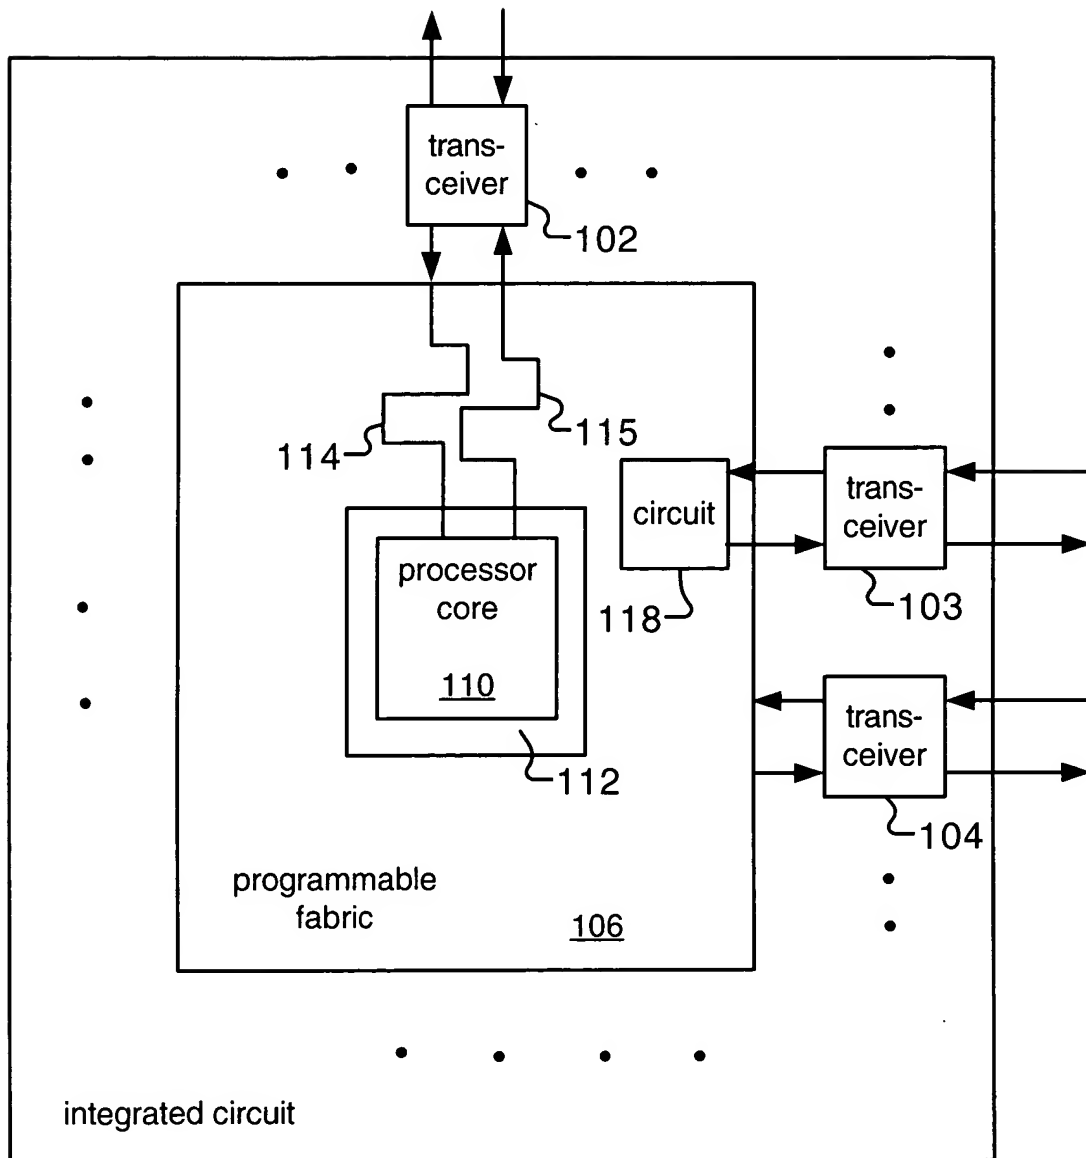 trans-
ceiver
102
114
115
circuit
118
trans-
ceiver
103
processor
core
110
112
trans-
ceiver
104
programmable
fabric
106
integrated circuit